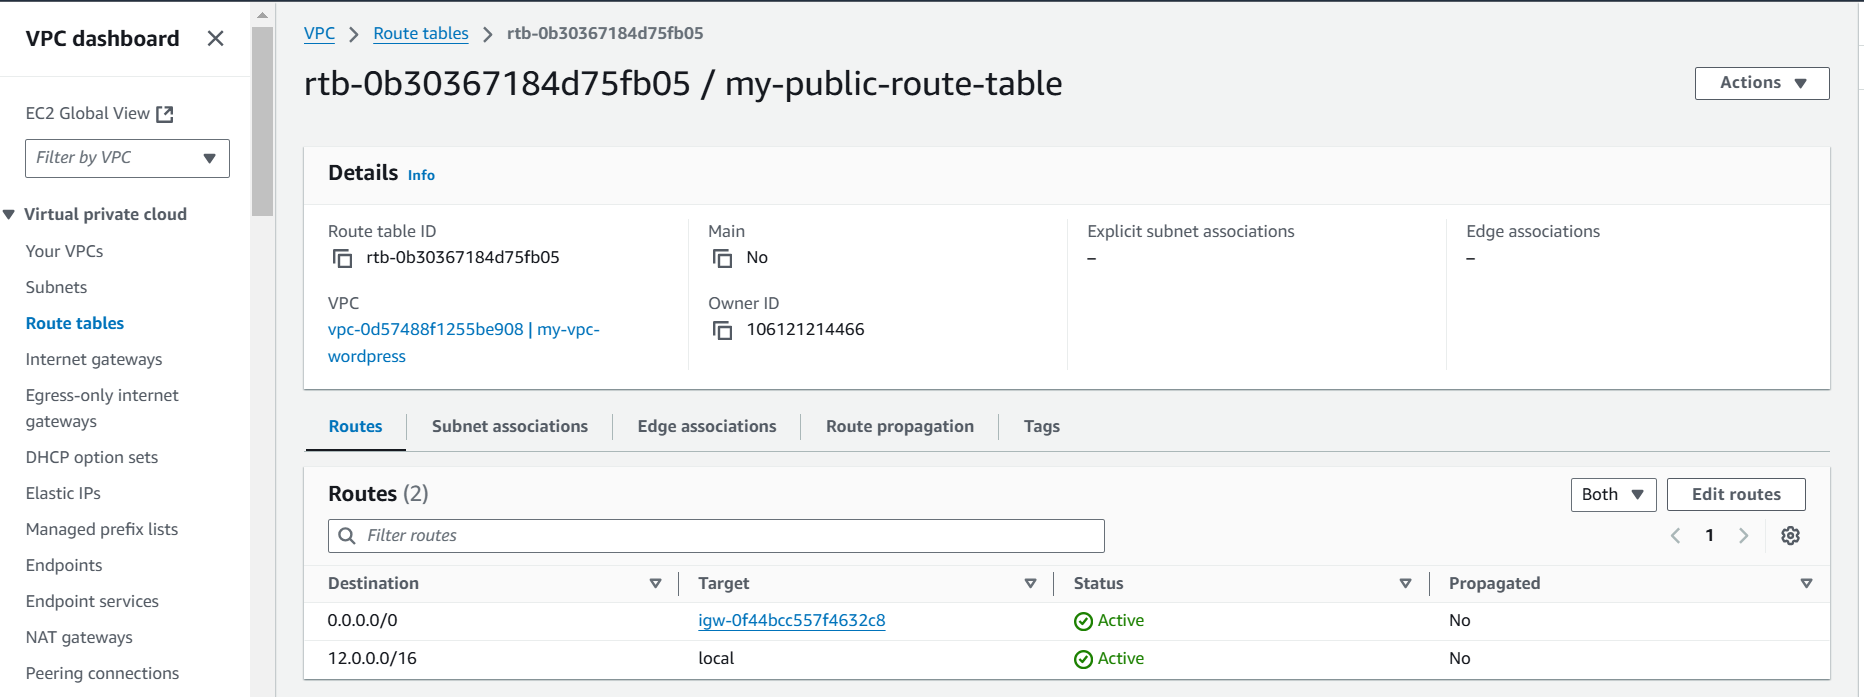 VPC dashboard
EC2 Global View
Filter by VPC
Virtual private cloud
Your VPCs
Subnets
Route tables
Internet gateways
Egress-only internet
gateways
DHCP option sets
Elastic IPs
Managed prefix lists
Endpoints
Endpoint services
NAT gateways
Peering connections
VPC Route tables rtb-0b30367184d75fb05
rtb-0b30367184d75fb05 / my-public-route-table
Actions
Details Info
Route table ID
rtb-0b30367184d75fb05
VPC
vpc-0d57488f1255be908 | my-vpc-
wordpress
Main
No
Owner ID
106121214466
Explicit subnet associations
–
Edge associations
–
Routes Subnet associations Edge associations Route propagation Tags
Routes (2)
Both Edit routes
Filter routes
1
Destination Target Status Propagated
0.0.0.0/0 igw-0f44bcc557f4632c8 Active No
12.0.0.0/16 local Active No